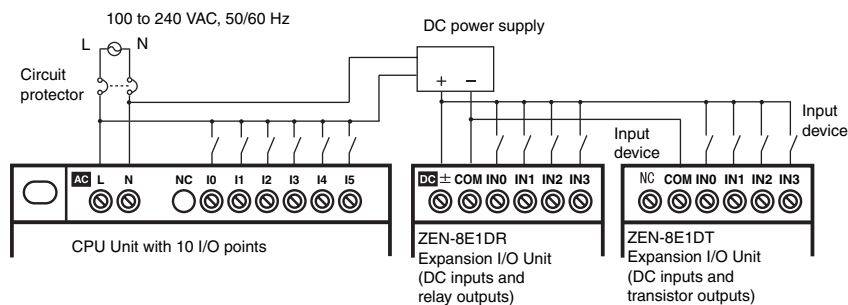 100 to 240 VAC, 50/60 Hz
L N
DC power supply
Circuit
protector
+ −
Input
device
Input
device
AC L N NC I0 I1 I2 I3 I4 I5
DC ± COM IN0 IN1 IN2 IN3
NC COM IN0 IN1 IN2 IN3
CPU Unit with 10 I/O points
ZEN-8E1DR
Expansion I/O Unit
(DC inputs and
relay outputs)
ZEN-8E1DT
Expansion I/O Unit
(DC inputs and
transistor outputs)